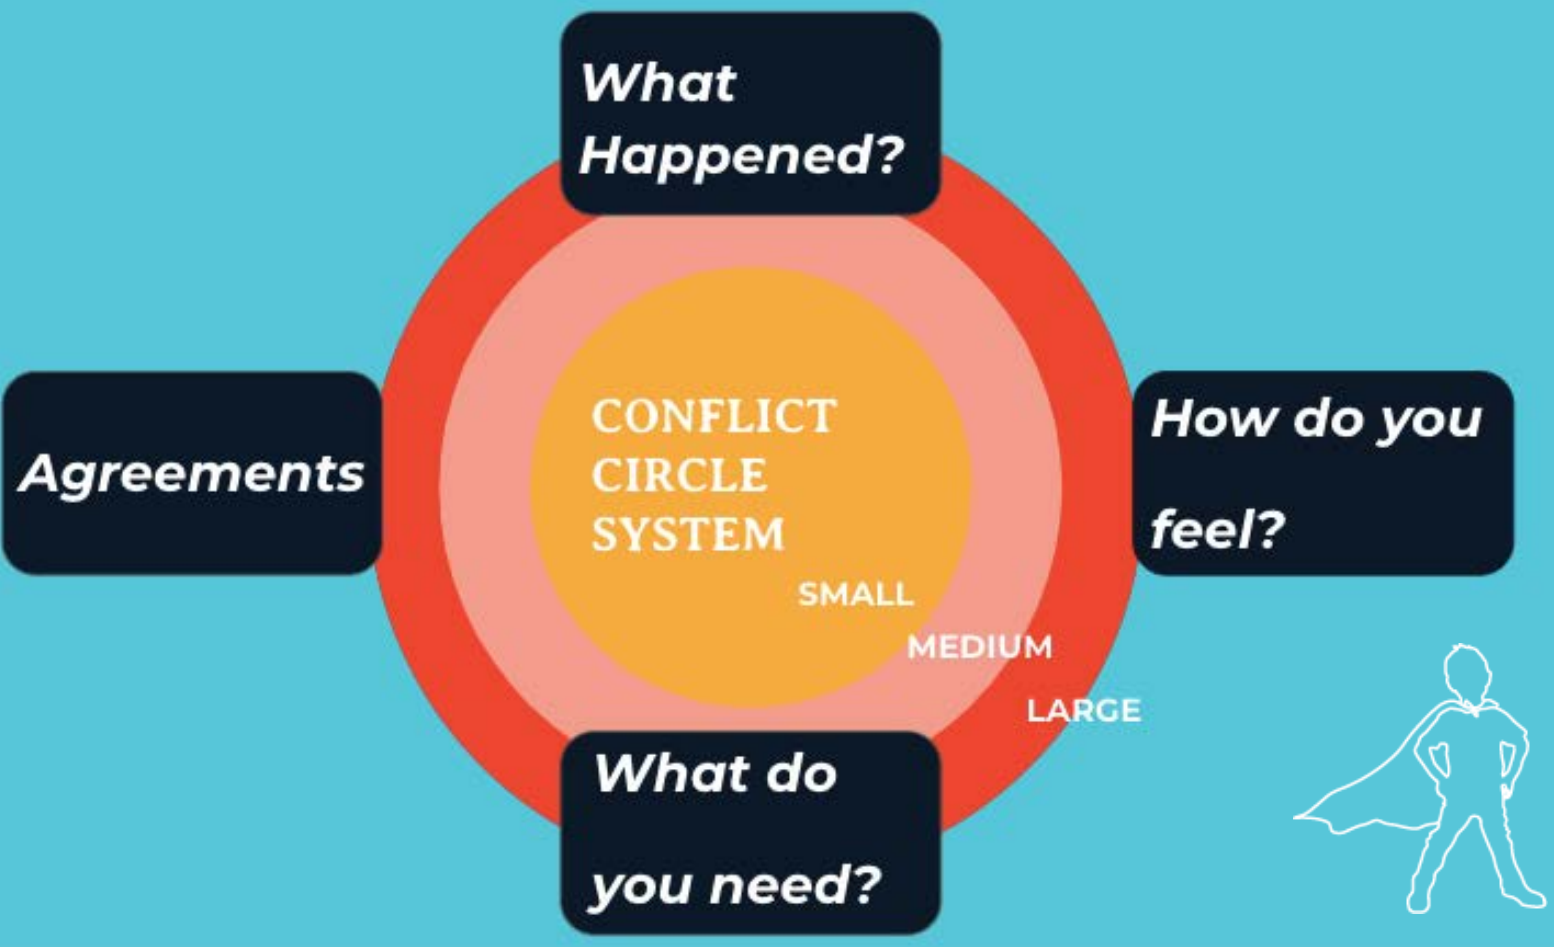 What
Happened?
Agreements
CONFLICT
CIRCLE
SYSTEM
SMALL
MEDIUM
LARGE
How do you
feel?
What do
you need?